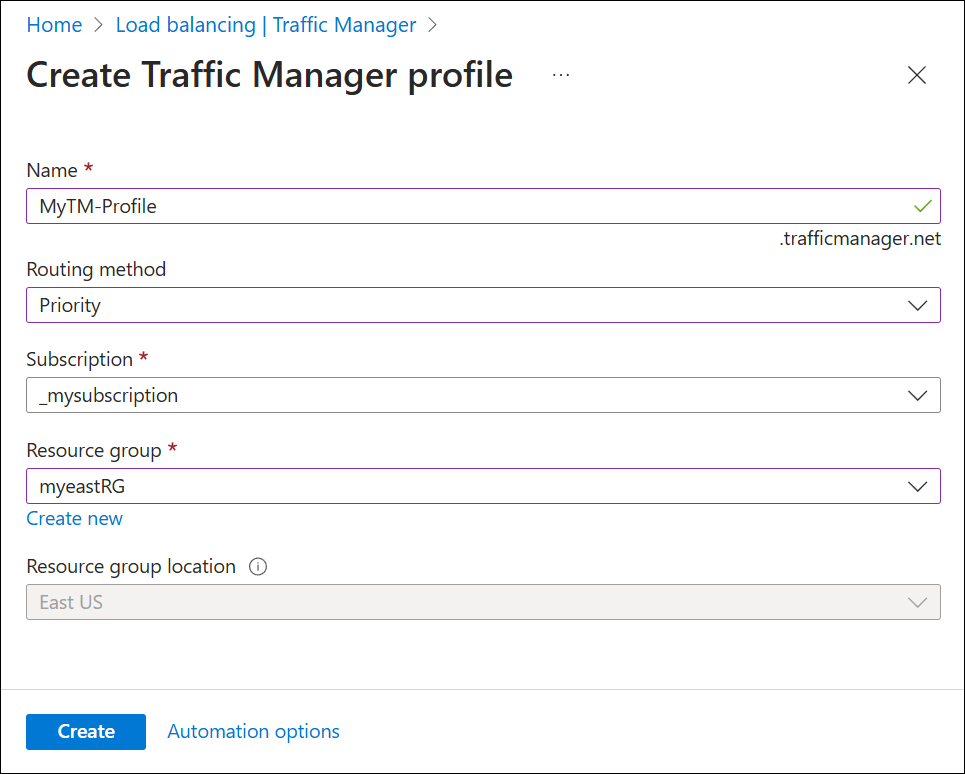 Home > Load balancing | Traffic Manager >
Create Traffic Manager profile ...
Name *
MyTM-Profile
.trafficmanager.net
Routing method
Priority
Subscription *
_mysubscription
Resource group *
myeastRG
Create new
Resource group location
East US
Create Automation options